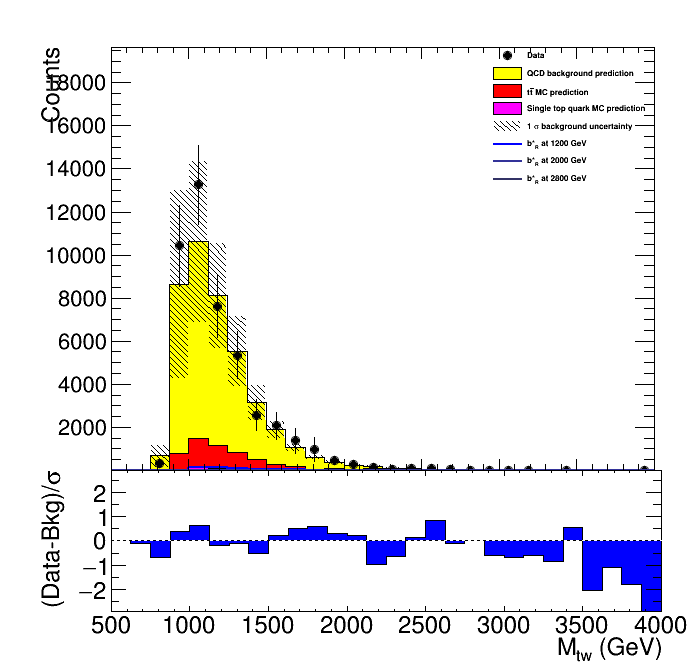 Counts
18000
16000
14000
12000
10000
8000
6000
4000
2000
Data
QCD background prediction
tt̄ MC prediction
Single top quark MC prediction
1 σ background uncertainty
b*R at 1200 GeV
b*R at 2000 GeV
b*R at 2800 GeV
(Data-Bkg)/σ
2
1
0
−1
−2
500 1000 1500 2000 2500 3000 3500 4000
Mtw (GeV)